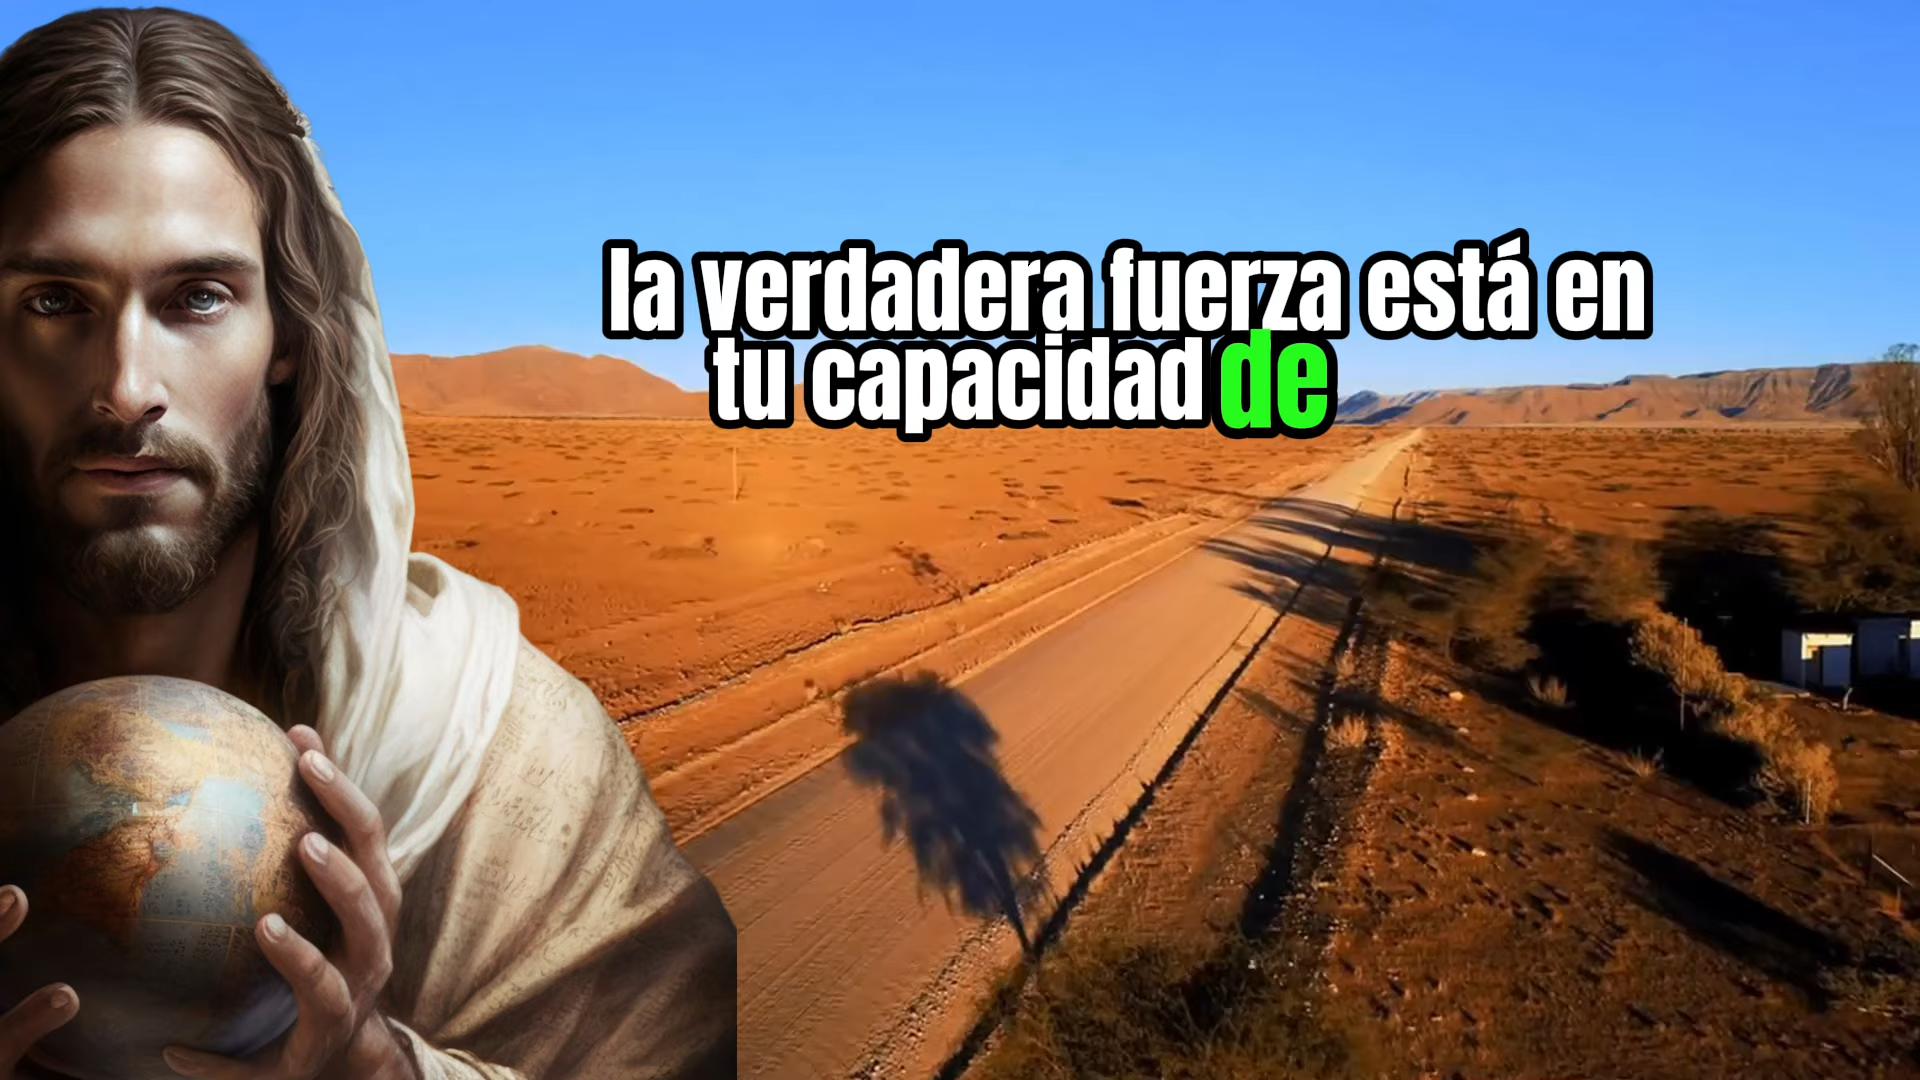 la verdadera fuerza está en
tu capacidad de